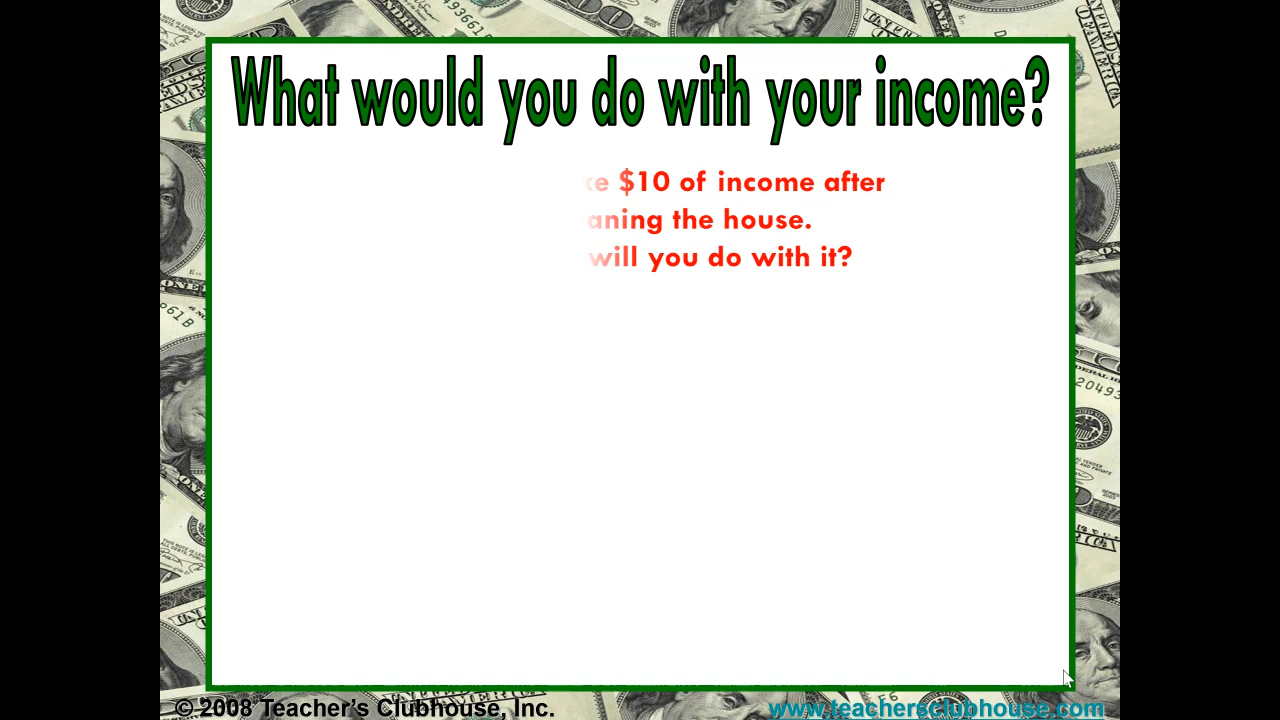 What would you do with your income?
$10 of income after
the house.
will you do with it?
© 2008 Teacher's Clubhouse, Inc.
www.teachersclubhouse.com